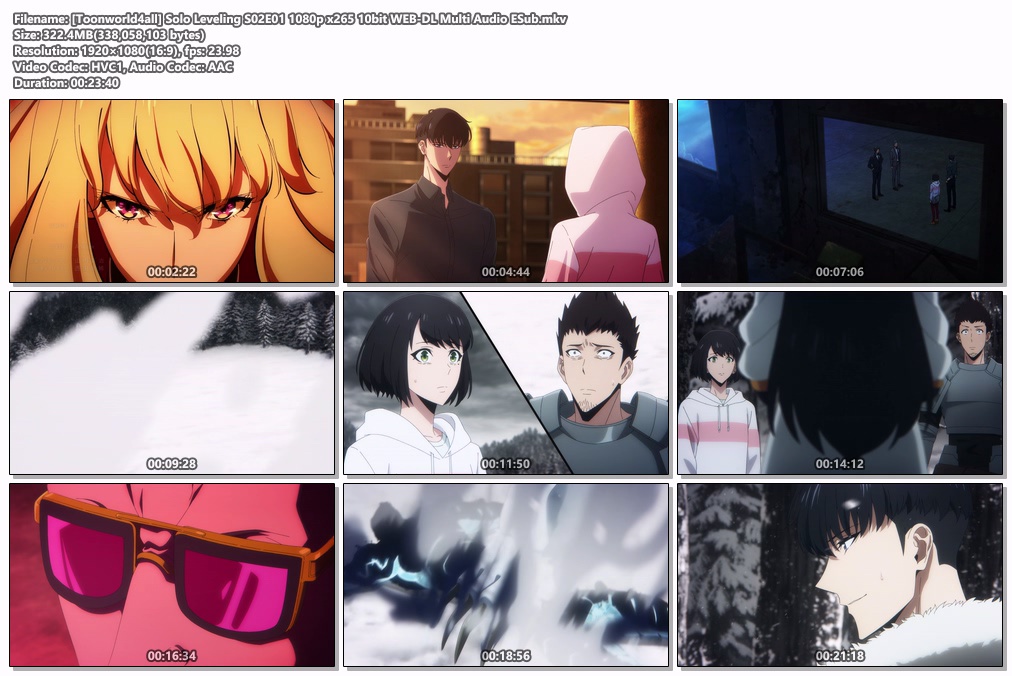 Filename: [Toonworld4all] Solo Leveling S02E01 1080p x265 10bit WEB-DL Multi Audio ESub.mkv
Size: 322.4MB(338,058,103 bytes)
Resolution: 1920×1080(16:9), fps: 23.98
Video Codec: HVC1, Audio Codec: AAC
Duration: 00:23:40
00:02:22
00:04:44
00:07:06
00:09:28
00:11:50
00:14:12
00:16:34
00:18:56
00:21:18